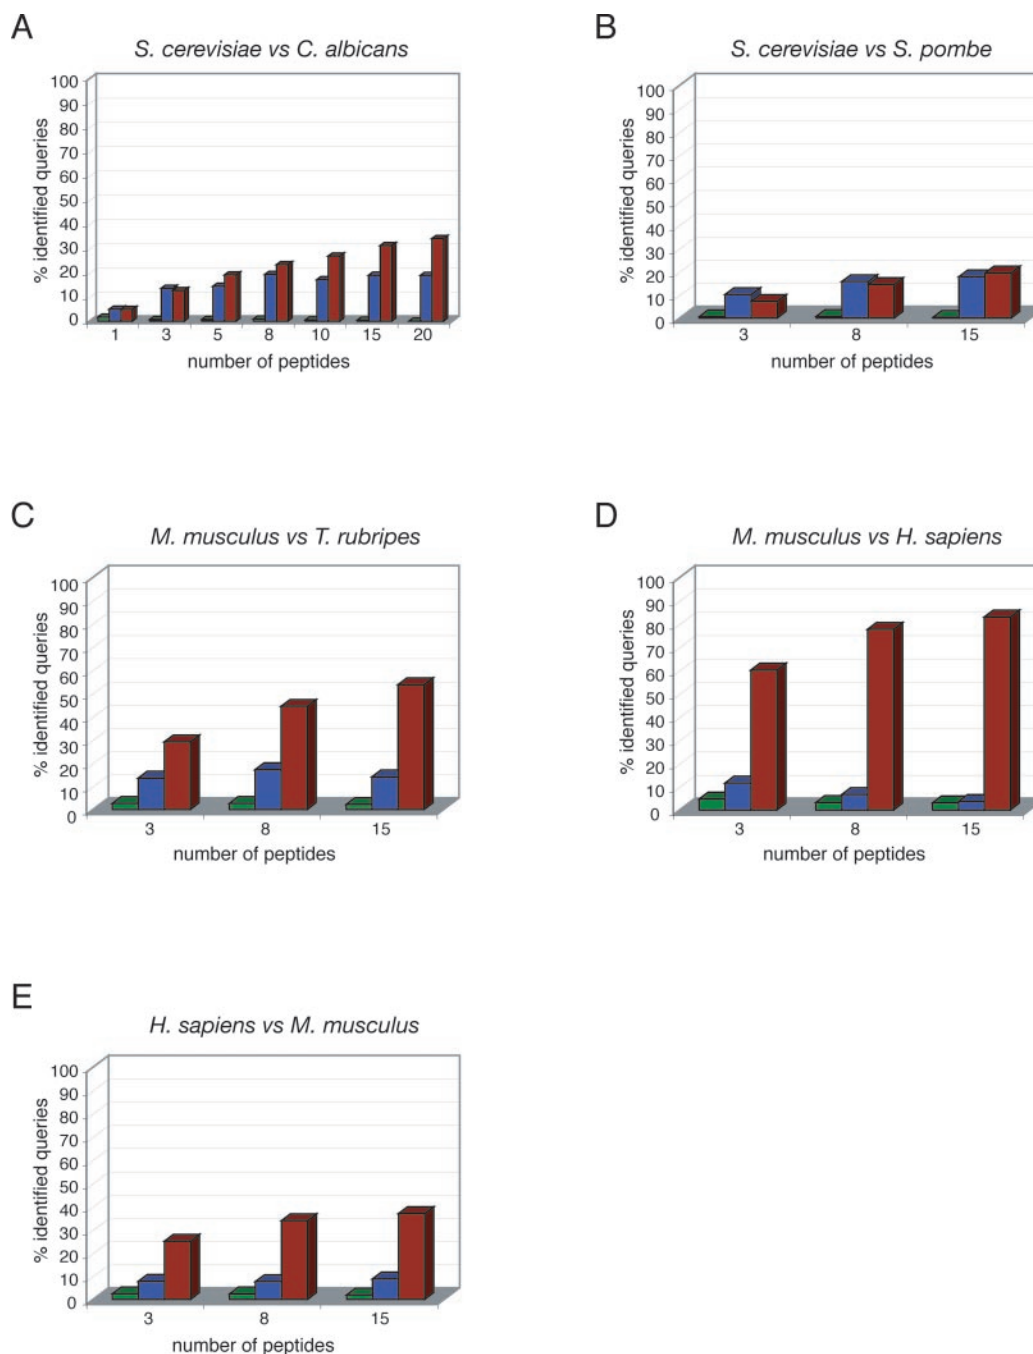 A
S. cerevisiae vs C. albicans
% identified queries
100
90
80
70
60
50
40
30
20
10
0
1 3 5 8 10 15 20
number of peptides
B
S. cerevisiae vs S. pombe
% identified queries
100
90
80
70
60
50
40
30
20
10
0
3 8 15
number of peptides
C
M. musculus vs T. rubripes
% identified queries
100
90
80
70
60
50
40
30
20
10
0
3 8 15
number of peptides
D
M. musculus vs H. sapiens
% identified queries
100
90
80
70
60
50
40
30
20
10
0
3 8 15
number of peptides
E
H. sapiens vs M. musculus
% identified queries
100
90
80
70
60
50
40
30
20
10
0
3 8 15
number of peptides